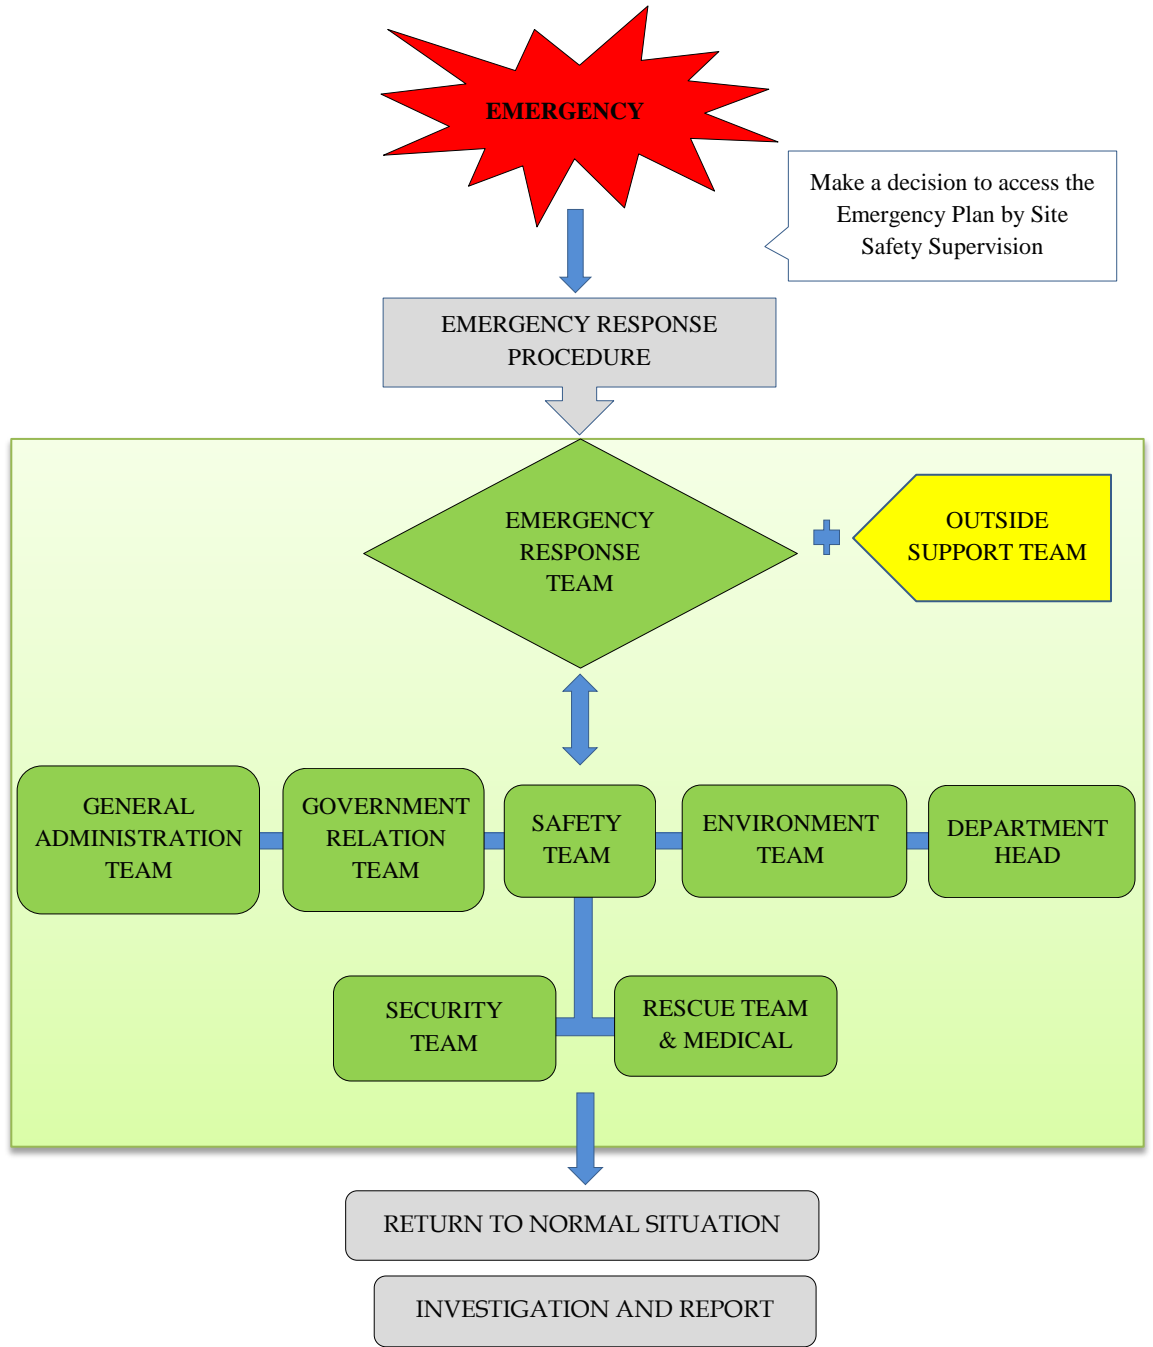 EMERGENCY
Make a decision to access the
Emergency Plan by Site
Safety Supervision
EMERGENCY RESPONSE
PROCEDURE
EMERGENCY
RESPONSE
TEAM
OUTSIDE
SUPPORT TEAM
GENERAL
ADMINISTRATION
TEAM
GOVERNMENT
RELATION
TEAM
SAFETY
TEAM
ENVIRONMENT
TEAM
DEPARTMENT
HEAD
SECURITY
TEAM
RESCUE TEAM
& MEDICAL
RETURN TO NORMAL SITUATION
INVESTIGATION AND REPORT